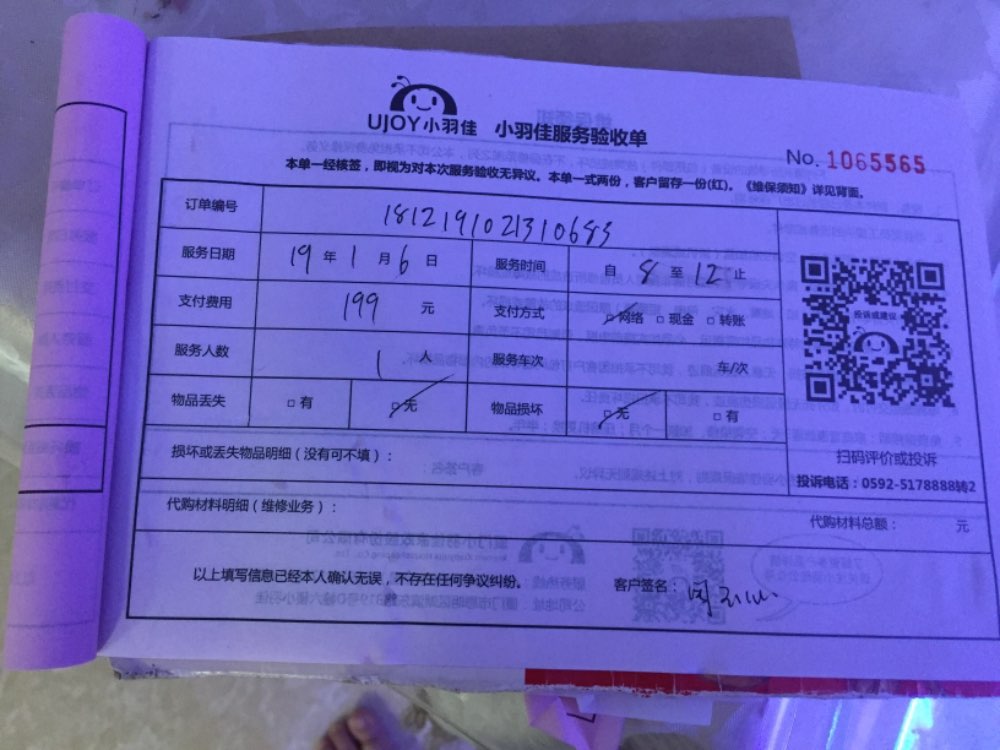 UJOY小羽佳 小羽佳服务验收单
No. 1065565
本单一经核签，即视为对本次服务验收无异议。本单一式两份，客户留存一份(红)。《维保须知》详见背面。
订单编号 1812191021310683
服务日期 19 年 1 月 6 日 服务时间 自 8 至 12 止
支付费用 199 元 支付方式 □网络 □现金 □转账
投诉或建议
服务人数 1 人 服务车次 车/次
物品丢失 □有 □无 物品损坏 □无 □有
损坏或丢失物品明细（没有可不填）：
扫码评价或投诉
投诉电话：0592-5178888转2
代购材料明细（维修业务）：
代购材料总额： 元
以上填写信息已经本人确认无误，不存在任何争议纠纷。 客户签名：